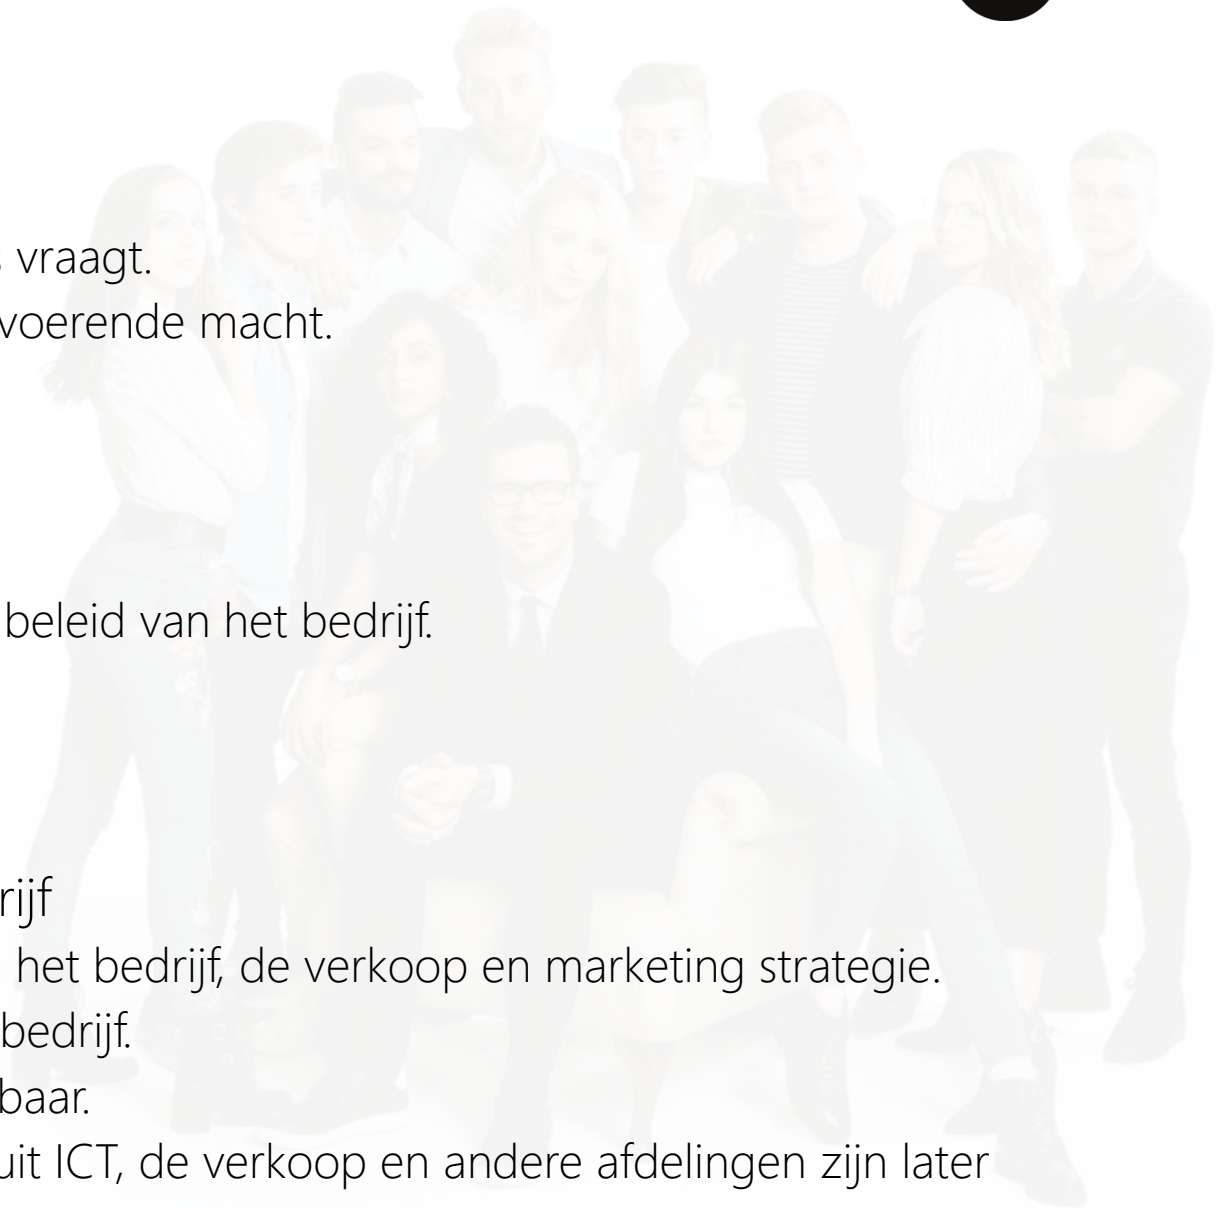 vraagt.
voerende macht.
beleid van het bedrijf.
rijf
het bedrijf, de verkoop en marketing strategie.
bedrijf.
baar.
uit ICT, de verkoop en andere afdelingen zijn later